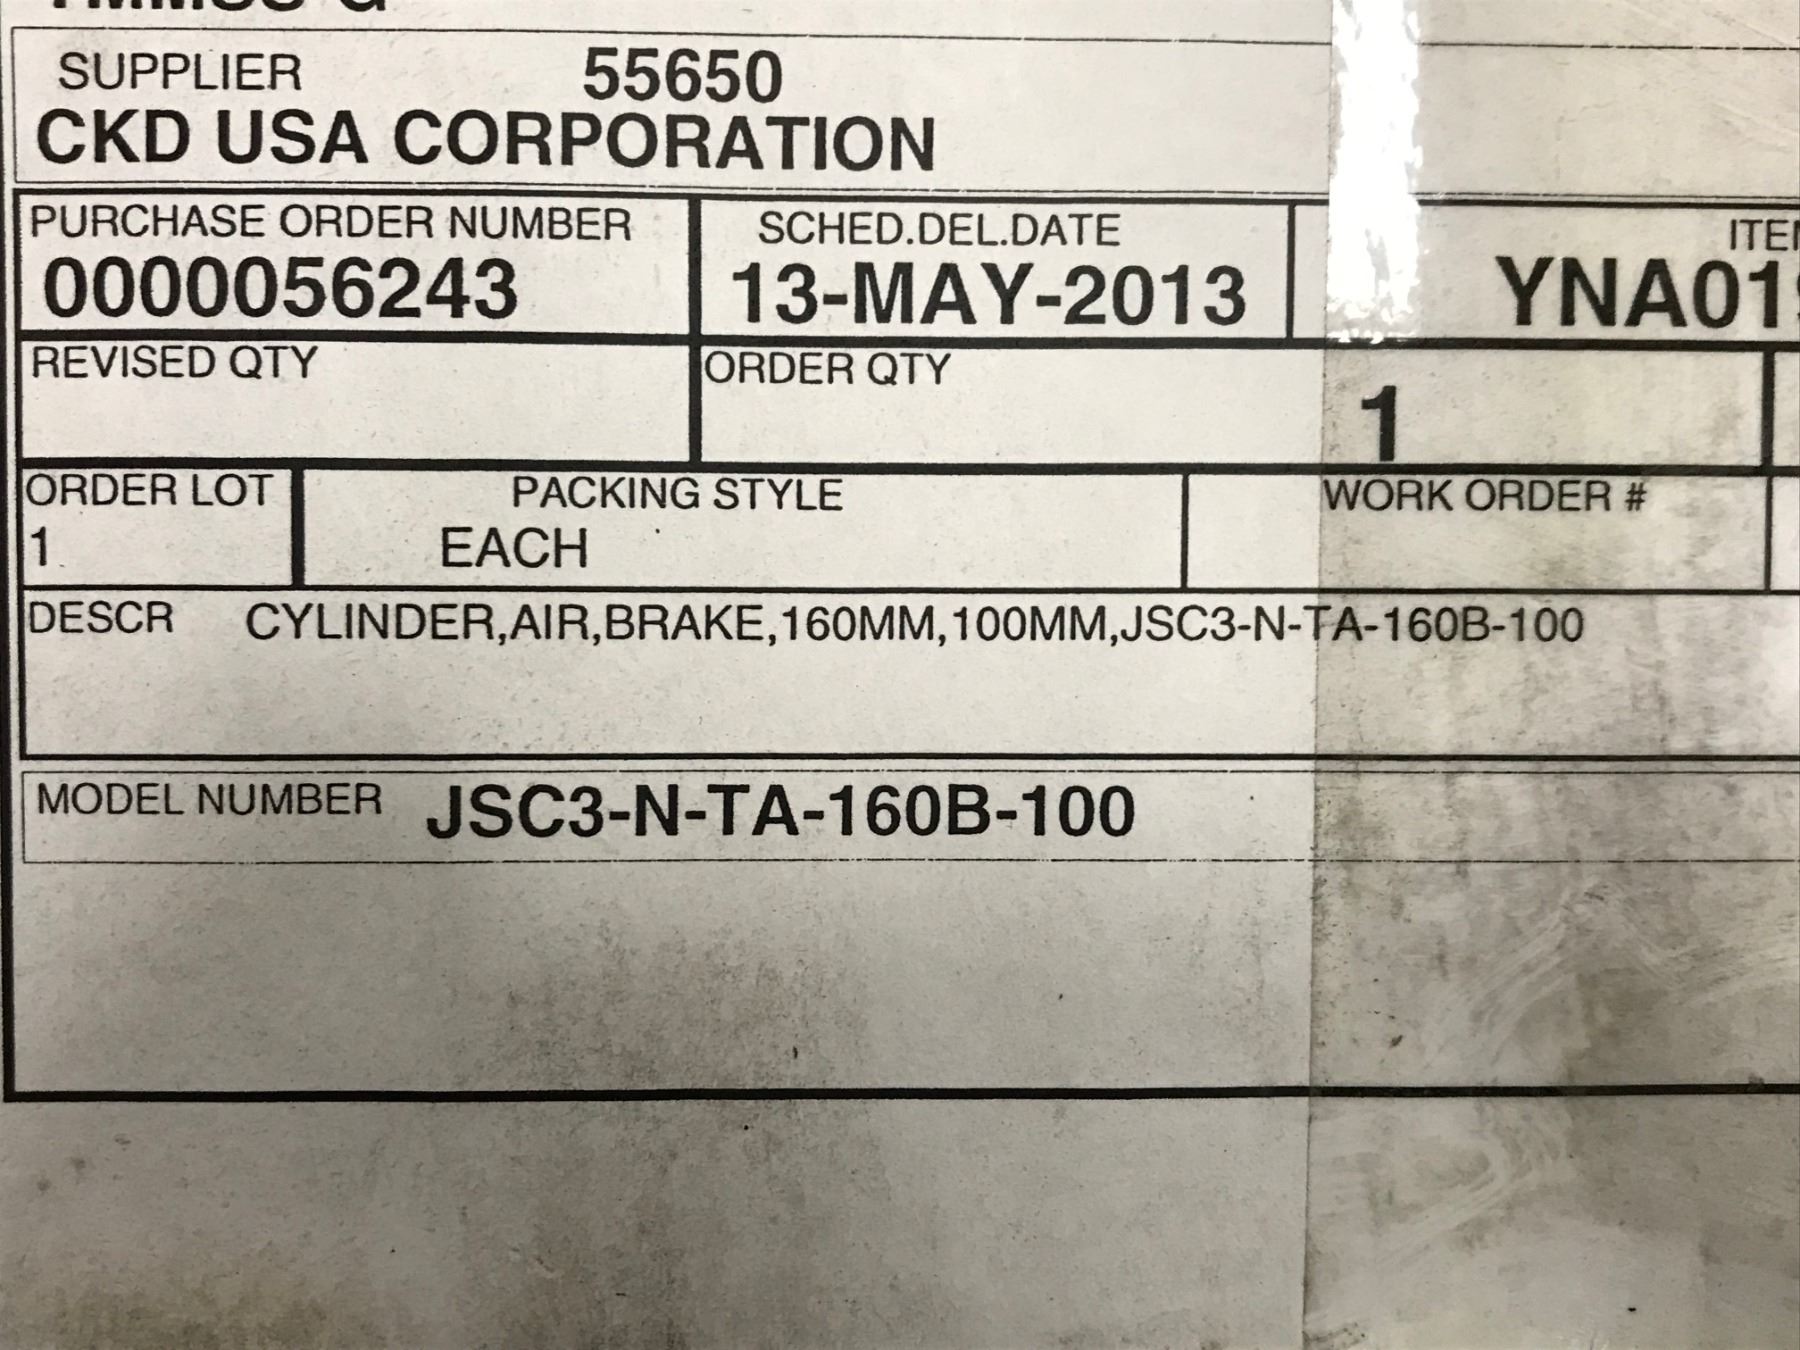 SUPPLIER 55650
CKD USA CORPORATION
PURCHASE ORDER NUMBER SCHED.DEL.DATE
0000056243 13-MAY-2013
REVISED QTY ORDER QTY
1
ORDER LOT PACKING STYLE WORK ORDER #
1 EACH
DESCR CYLINDER,AIR,BRAKE,160MM,100MM,JSC3-N-TA-160B-100
MODEL NUMBER JSC3-N-TA-160B-100